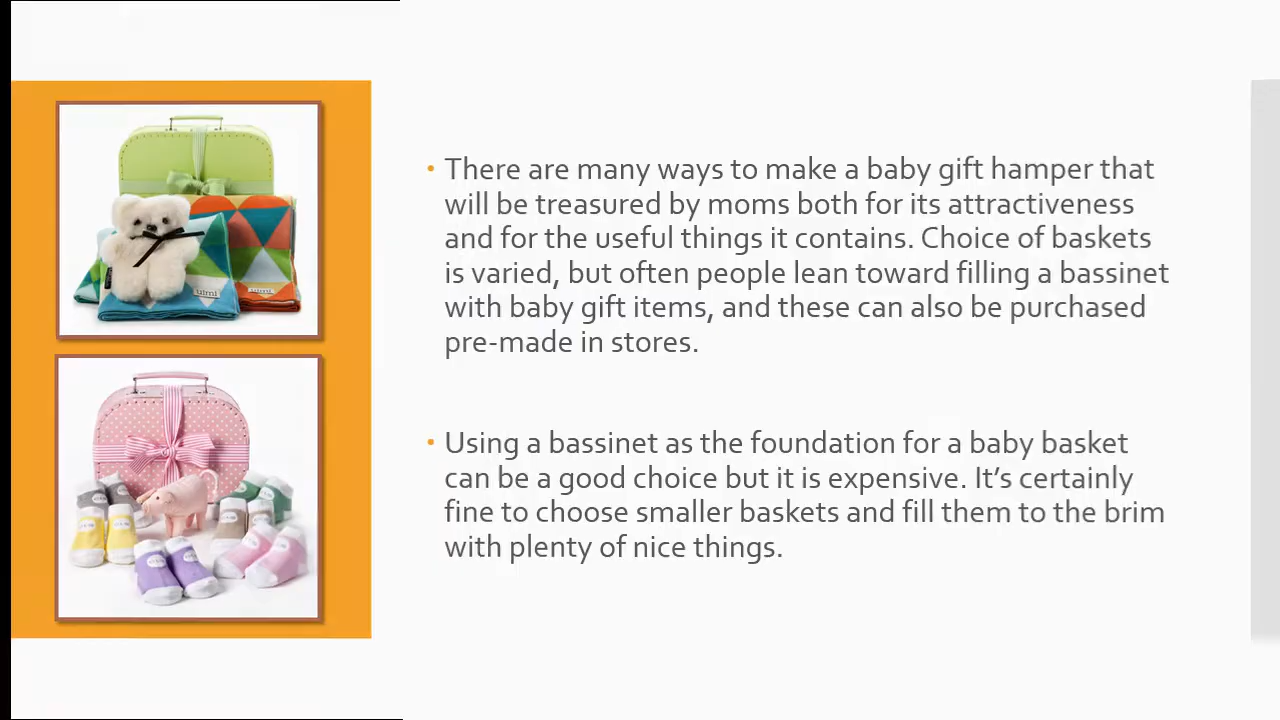 There are many ways to make a baby gift hamper that
will be treasured by moms both for its attractiveness
and for the useful things it contains. Choice of baskets
is varied, but often people lean toward filling a bassinet
with baby gift items, and these can also be purchased
pre-made in stores.
Using a bassinet as the foundation for a baby basket
can be a good choice but it is expensive. It’s certainly
fine to choose smaller baskets and fill them to the brim
with plenty of nice things.